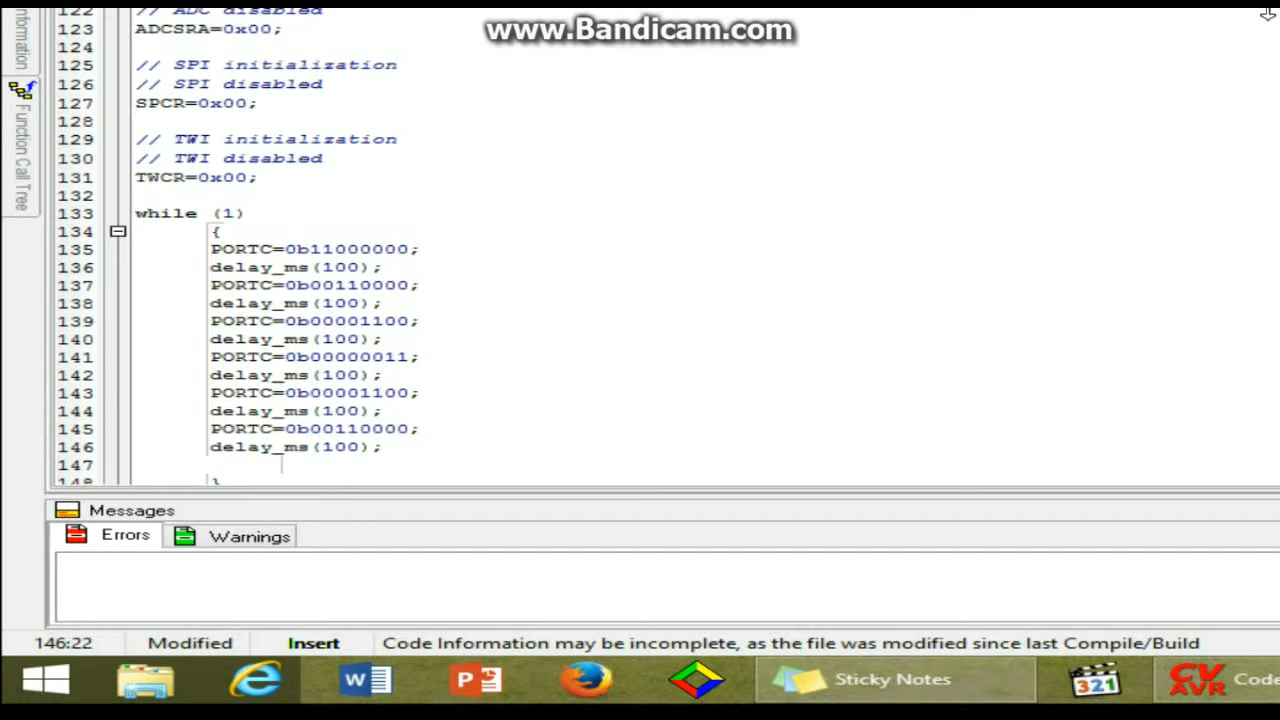 www.Bandicam.com
122 // ADC disabled
123 ADCSRA=0x00;
124
125 // SPI initialization
126 // SPI disabled
127 SPCR=0x00;
128
129 // TWI initialization
130 // TWI disabled
131 TWCR=0x00;
132
133 while (1)
134 {
135 PORTC=0b11000000;
136 delay_ms(100);
137 PORTC=0b00110000;
138 delay_ms(100);
139 PORTC=0b00001100;
140 delay_ms(100);
141 PORTC=0b00000011;
142 delay_ms(100);
143 PORTC=0b00001100;
144 delay_ms(100);
145 PORTC=0b00110000;
146 delay_ms(100);
147
148 }
Function Call Tree
Messages
Errors Warnings
146:22 Modified Insert Code Information may be incomplete, as the file was modified since last Compile/Build
W P Sticky Notes 321 CV AVR Code